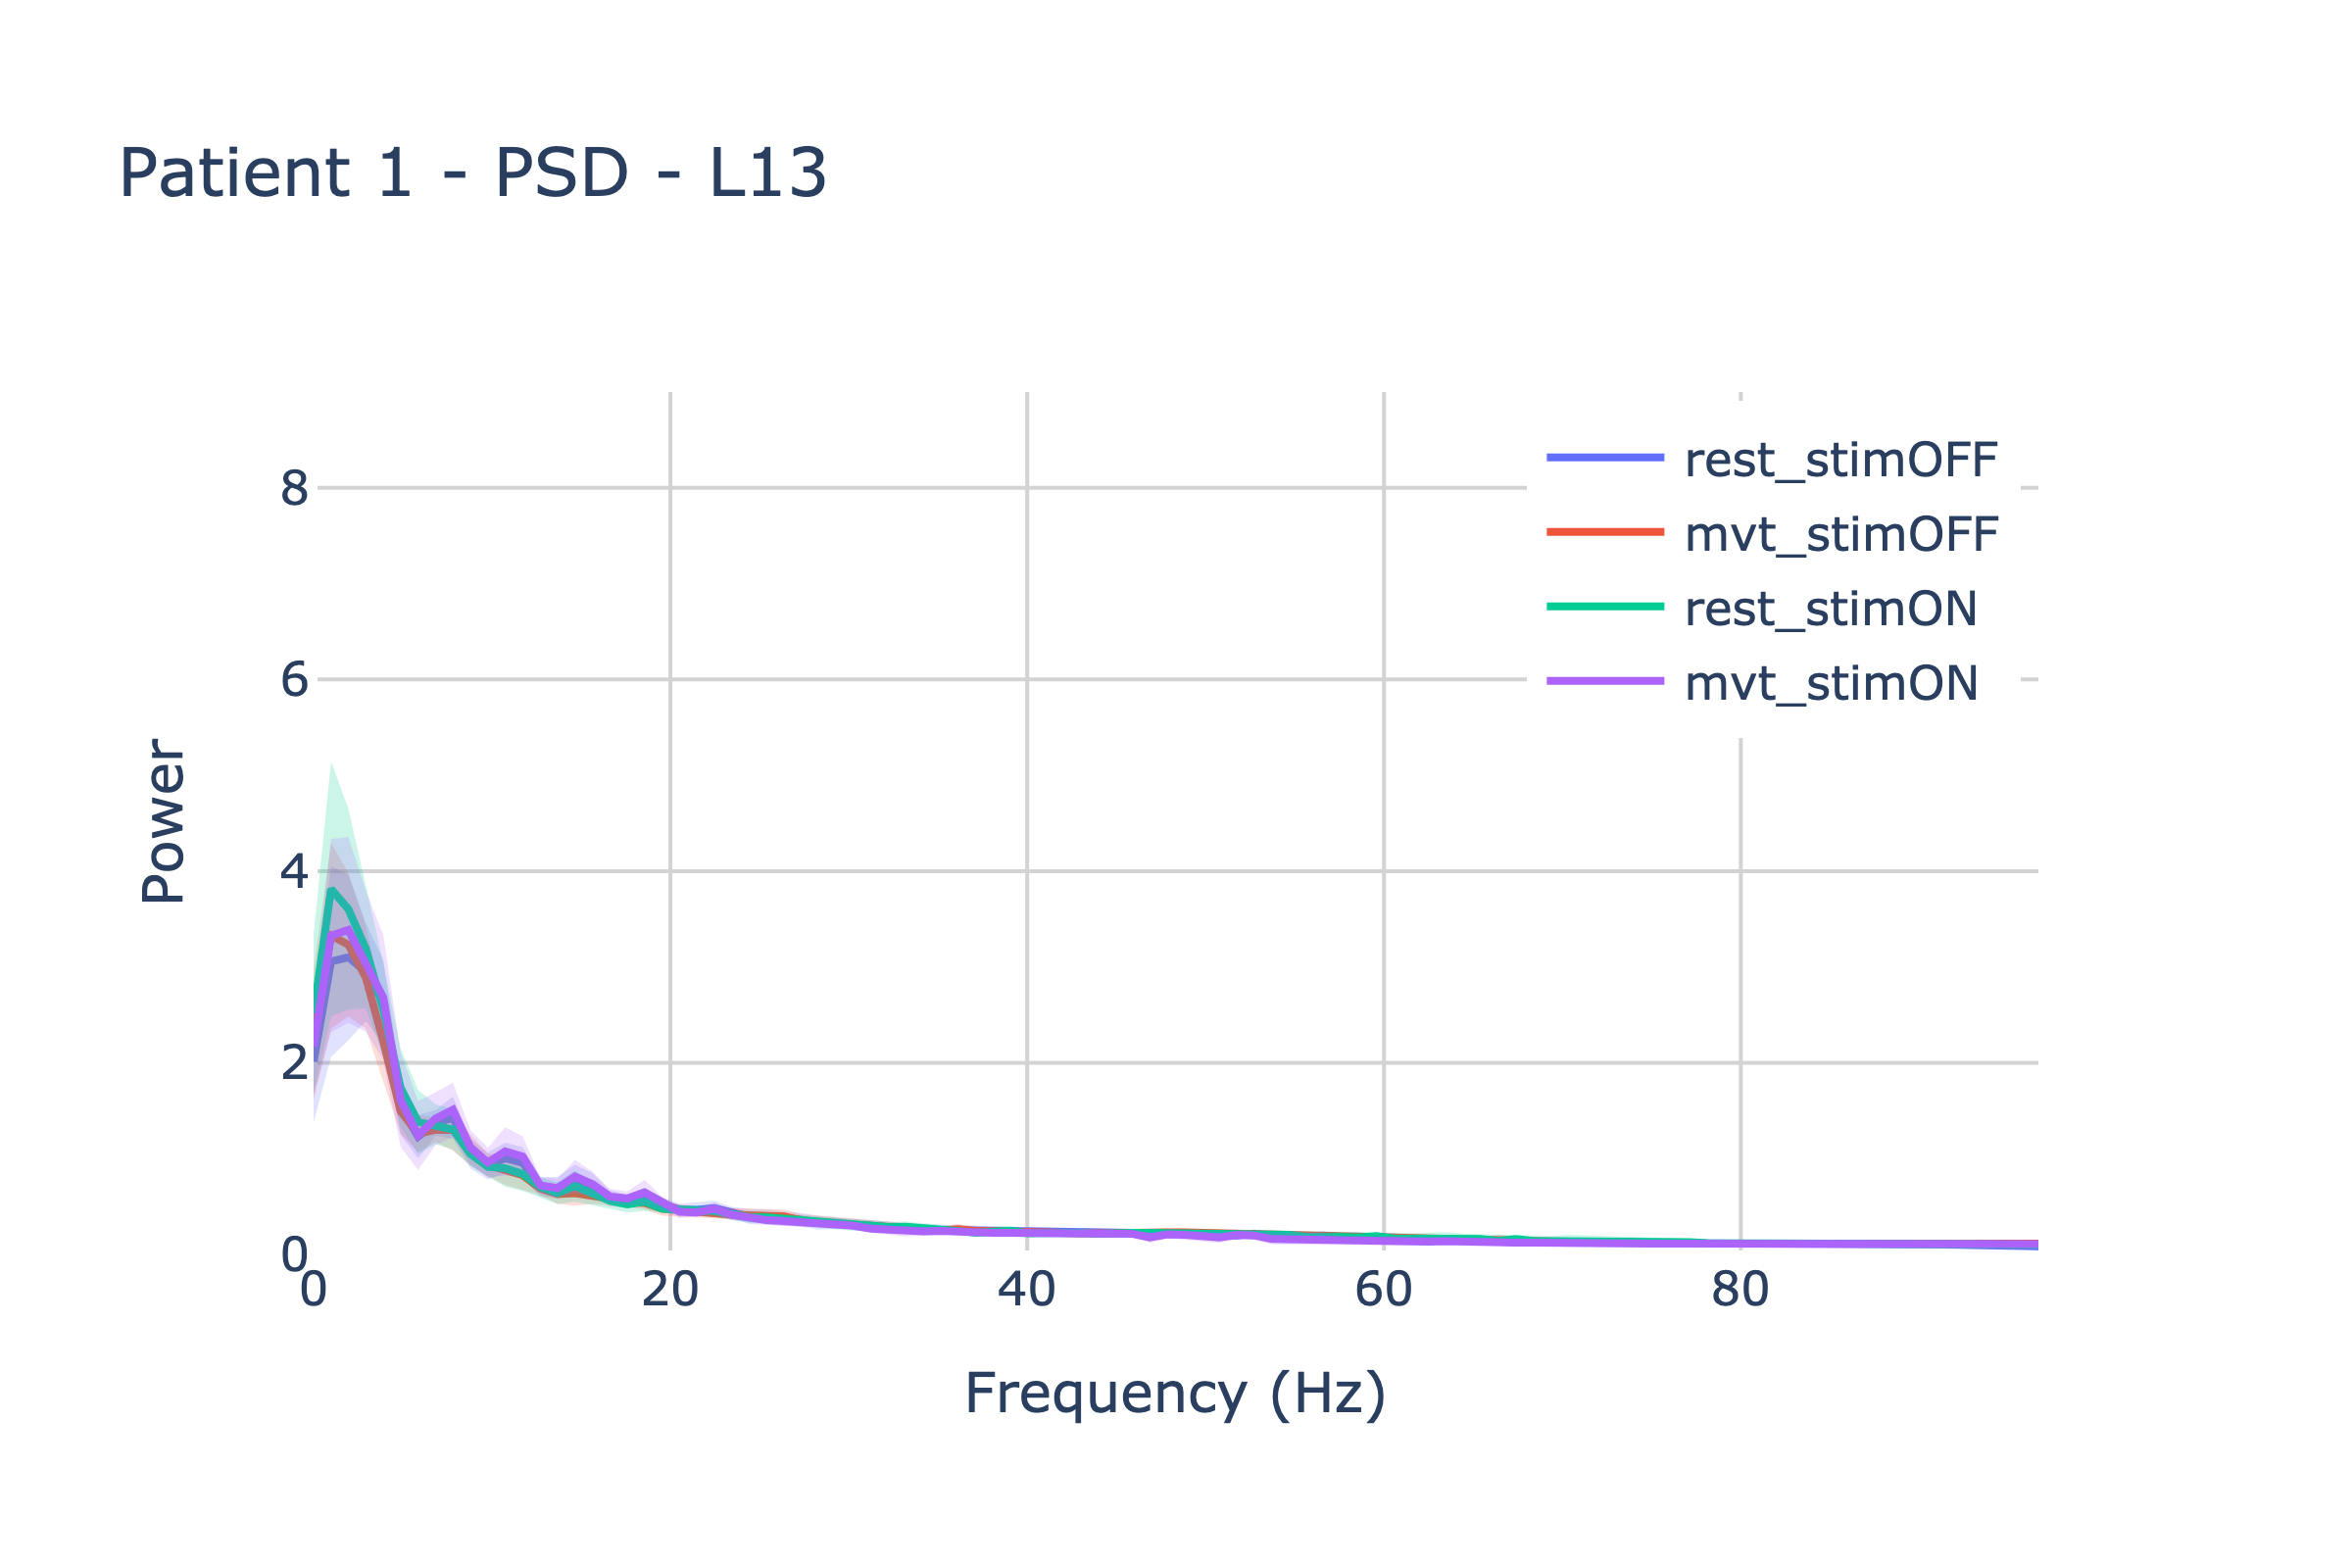 Patient 1 - PSD - L13
rest_stimOFF
mvt_stimOFF
rest_stimON
mvt_stimON
8
6
4
2
0
Power
0 20 40 60 80
Frequency (Hz)